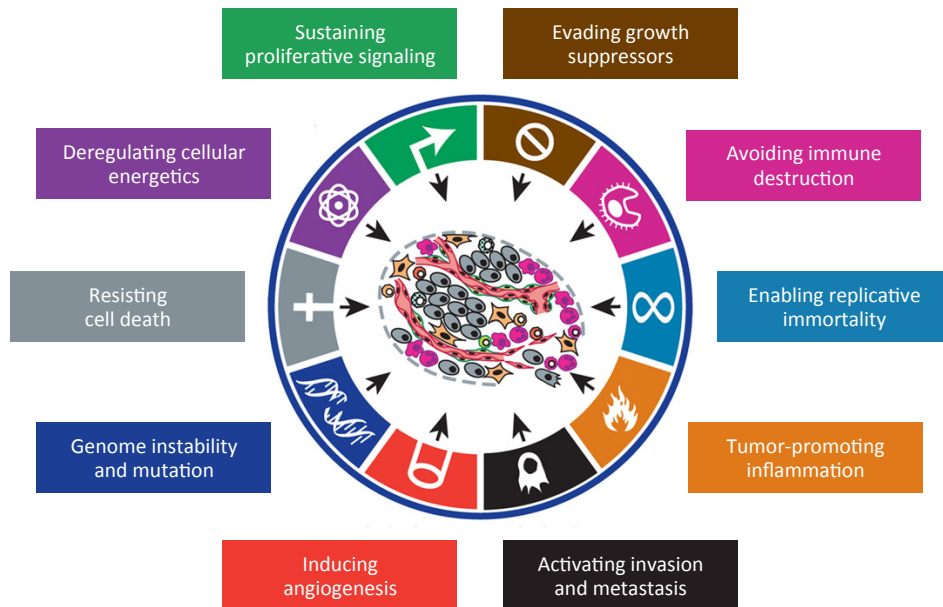 Sustaining
proliferative signaling
Evading growth
suppressors
Deregulating cellular
energetics
Avoiding immune
destruction
Resisting
cell death
Enabling replicative
immortality
Genome instability
and mutation
Tumor-promoting
inflammation
Inducing
angiogenesis
Activating invasion
and metastasis